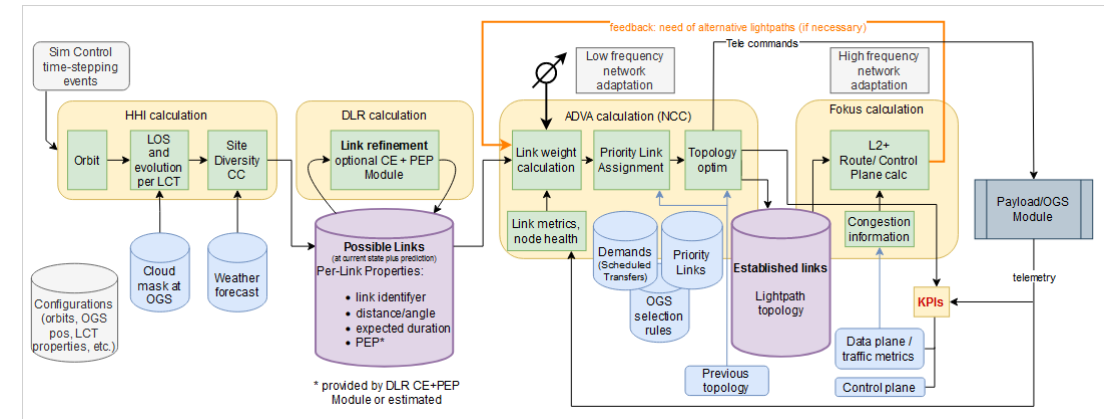 feedback: need of alternative lightpaths (if necessary)
Tele commands
Sim Control
time-stepping
events
Low frequency
network
adaptation
High frequency
network
adaptation
HHI calculation
DLR calculation
ADVA calculation (NCC)
Fokus calculation
Orbit
LOS
and
evolution
per LCT
Site
Diversity
CC
Link refinement
optional CE + PEP
Module
Link weight
calculation
Priority Link
Assignment
Topology
optim
L2+
Route/ Control
Plane calc
Payload/OGS
Module
Link metrics,
node health
Congestion
information
Cloud
mask at
OGS
Weather
forecast
Possible Links
(at current state plus prediction)
Per-Link Properties:
• link identifyer
• distance/angle
• expected duration
• PEP*
Demands
(Scheduled
Transfers)
Priority
Links
OGS
selection
rules
Established links
Lightpath
topology
telemetry
KPIs
Configurations
(orbits, OGS
pos, LCT
properties, etc.)
Data plane /
traffic metrics
Previous
topology
Control plane
* provided by DLR CE+PEP
Module or estimated